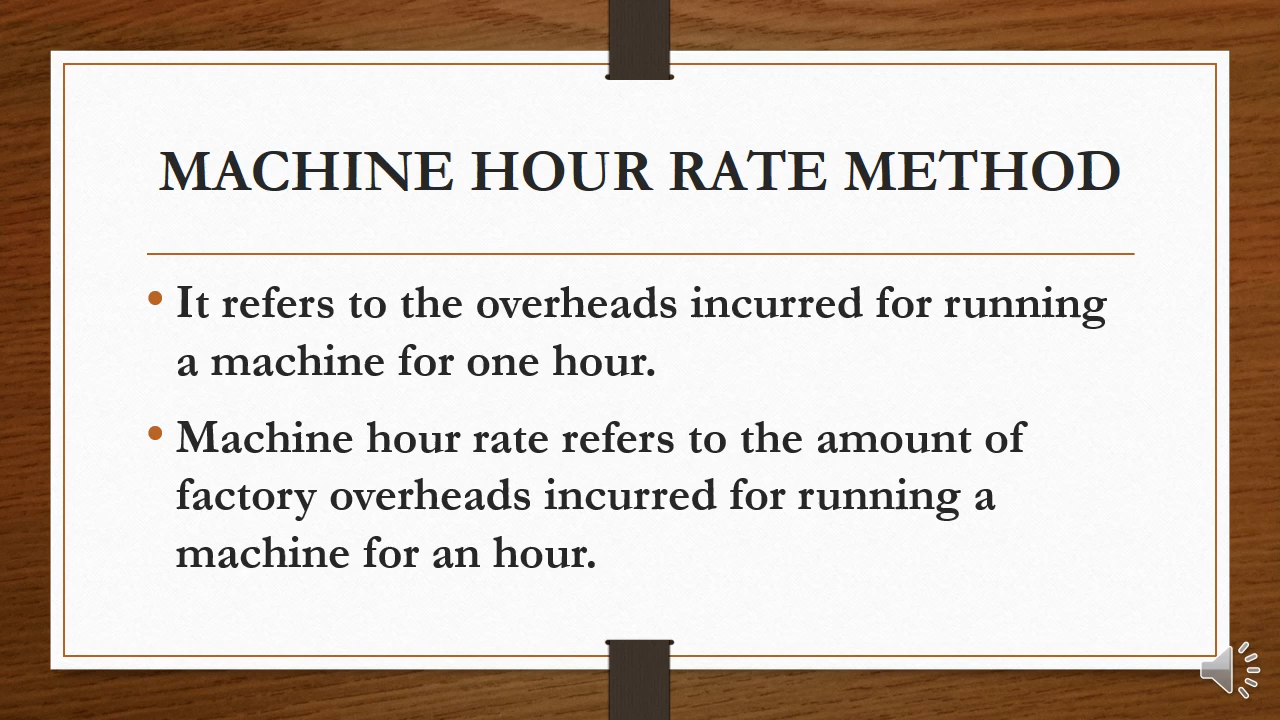 MACHINE HOUR RATE METHOD
• It refers to the overheads incurred for running
a machine for one hour.
• Machine hour rate refers to the amount of
factory overheads incurred for running a
machine for an hour.